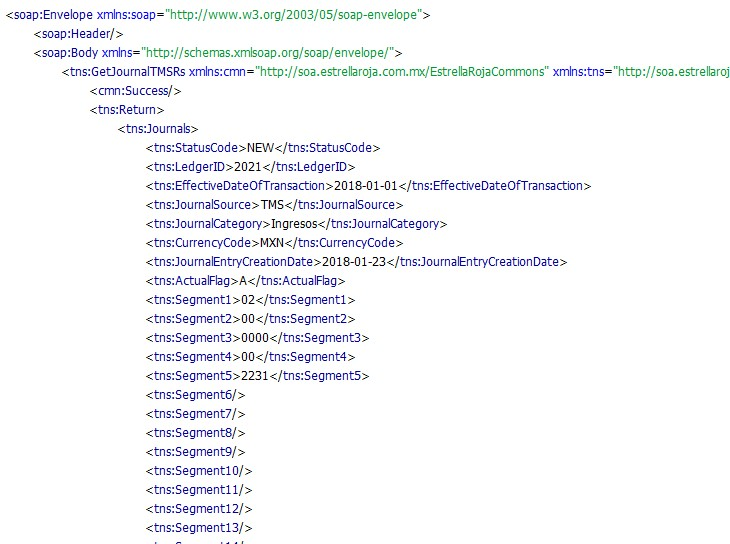 <soap:Envelope xmlns:soap="http://www.w3.org/2003/05/soap-envelope">
<soap:Header/>
<soap:Body xmlns="http://schemas.xmlsoap.org/soap/envelope/">
<tns:GetJournalTMSRs xmlns:cmn="http://soa.estrellaroja.com.mx/EstrellaRojaCommons" xmlns:tns="http://soa.estrellaroj
<cmn:Success/>
<tns:Return>
<tns:Journals>
<tns:StatusCode>NEW</tns:StatusCode>
<tns:LedgerID>2021</tns:LedgerID>
<tns:EffectiveDateOfTransaction>2018-01-01</tns:EffectiveDateOfTransaction>
<tns:JournalSource>TMS</tns:JournalSource>
<tns:JournalCategory>Ingresos</tns:JournalCategory>
<tns:CurrencyCode>MXN</tns:CurrencyCode>
<tns:JournalEntryCreationDate>2018-01-23</tns:JournalEntryCreationDate>
<tns:ActualFlag>A</tns:ActualFlag>
<tns:Segment1>02</tns:Segment1>
<tns:Segment2>00</tns:Segment2>
<tns:Segment3>0000</tns:Segment3>
<tns:Segment4>00</tns:Segment4>
<tns:Segment5>2231</tns:Segment5>
<tns:Segment6/>
<tns:Segment7/>
<tns:Segment8/>
<tns:Segment9/>
<tns:Segment10/>
<tns:Segment11/>
<tns:Segment12/>
<tns:Segment13/>